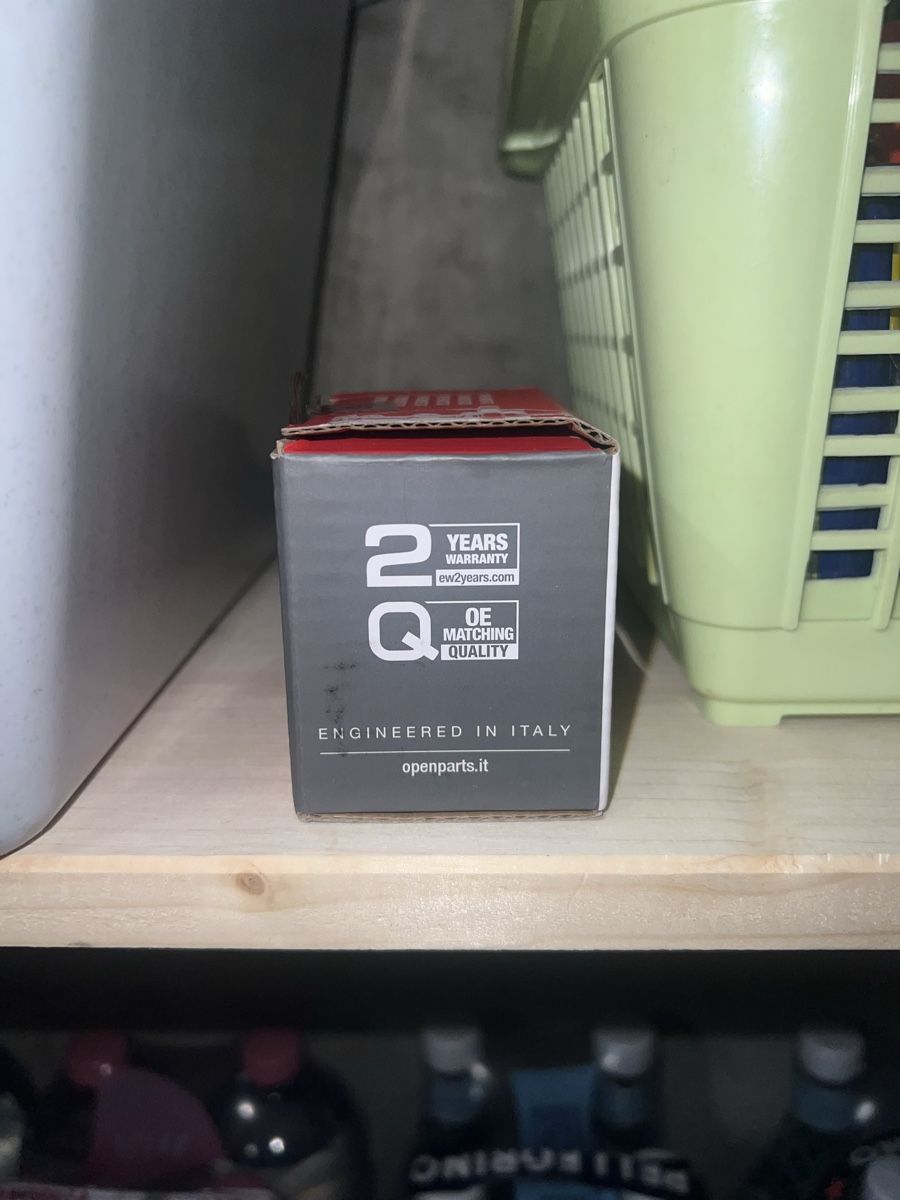 2 YEARS
WARRANTY
ew2years.com
Q OE
MATCHING
QUALITY
ENGINEERED IN ITALY
openparts.it